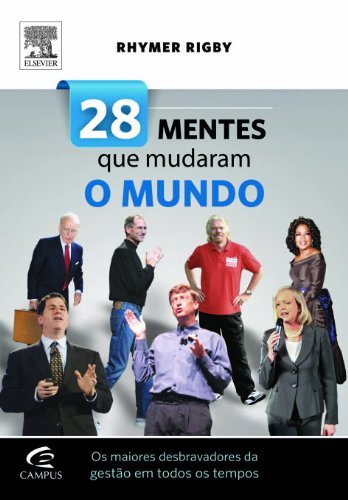 ELSEVIER
RHYMER RIGBY
28 MENTES
que mudaram
O MUNDO
Os maiores desbravadores da
gestão em todos os tempos
CAMPUS